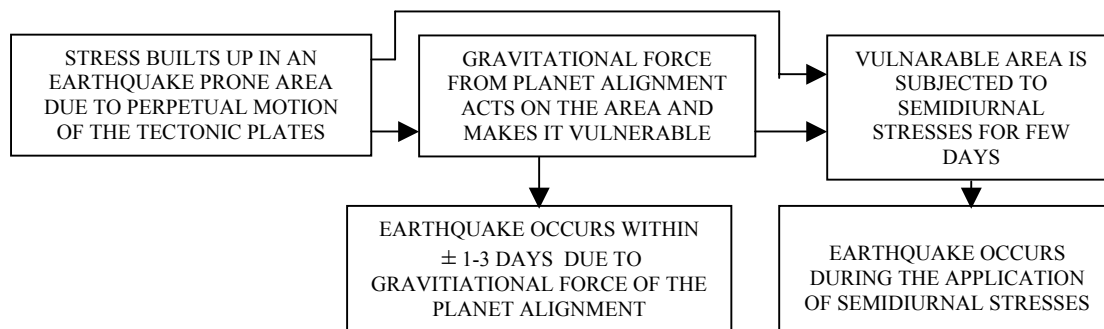 STRESS BUILTS UP IN AN
EARTHQUAKE PRONE AREA
DUE TO PERPETUAL MOTION
OF THE TECTONIC PLATES
GRAVITATIONAL FORCE
FROM PLANET ALIGNMENT
ACTS ON THE AREA AND
MAKES IT VULNERABLE
VULNARABLE AREA IS
SUBJECTED TO
SEMIDIURNAL
STRESSES FOR FEW
DAYS
EARTHQUAKE OCCURS WITHIN
± 1-3 DAYS DUE TO
GRAVITIATIONAL FORCE OF THE
PLANET ALIGNMENT
EARTHQUAKE OCCURS
DURING THE APPLICATION
OF SEMIDIURNAL STRESSES